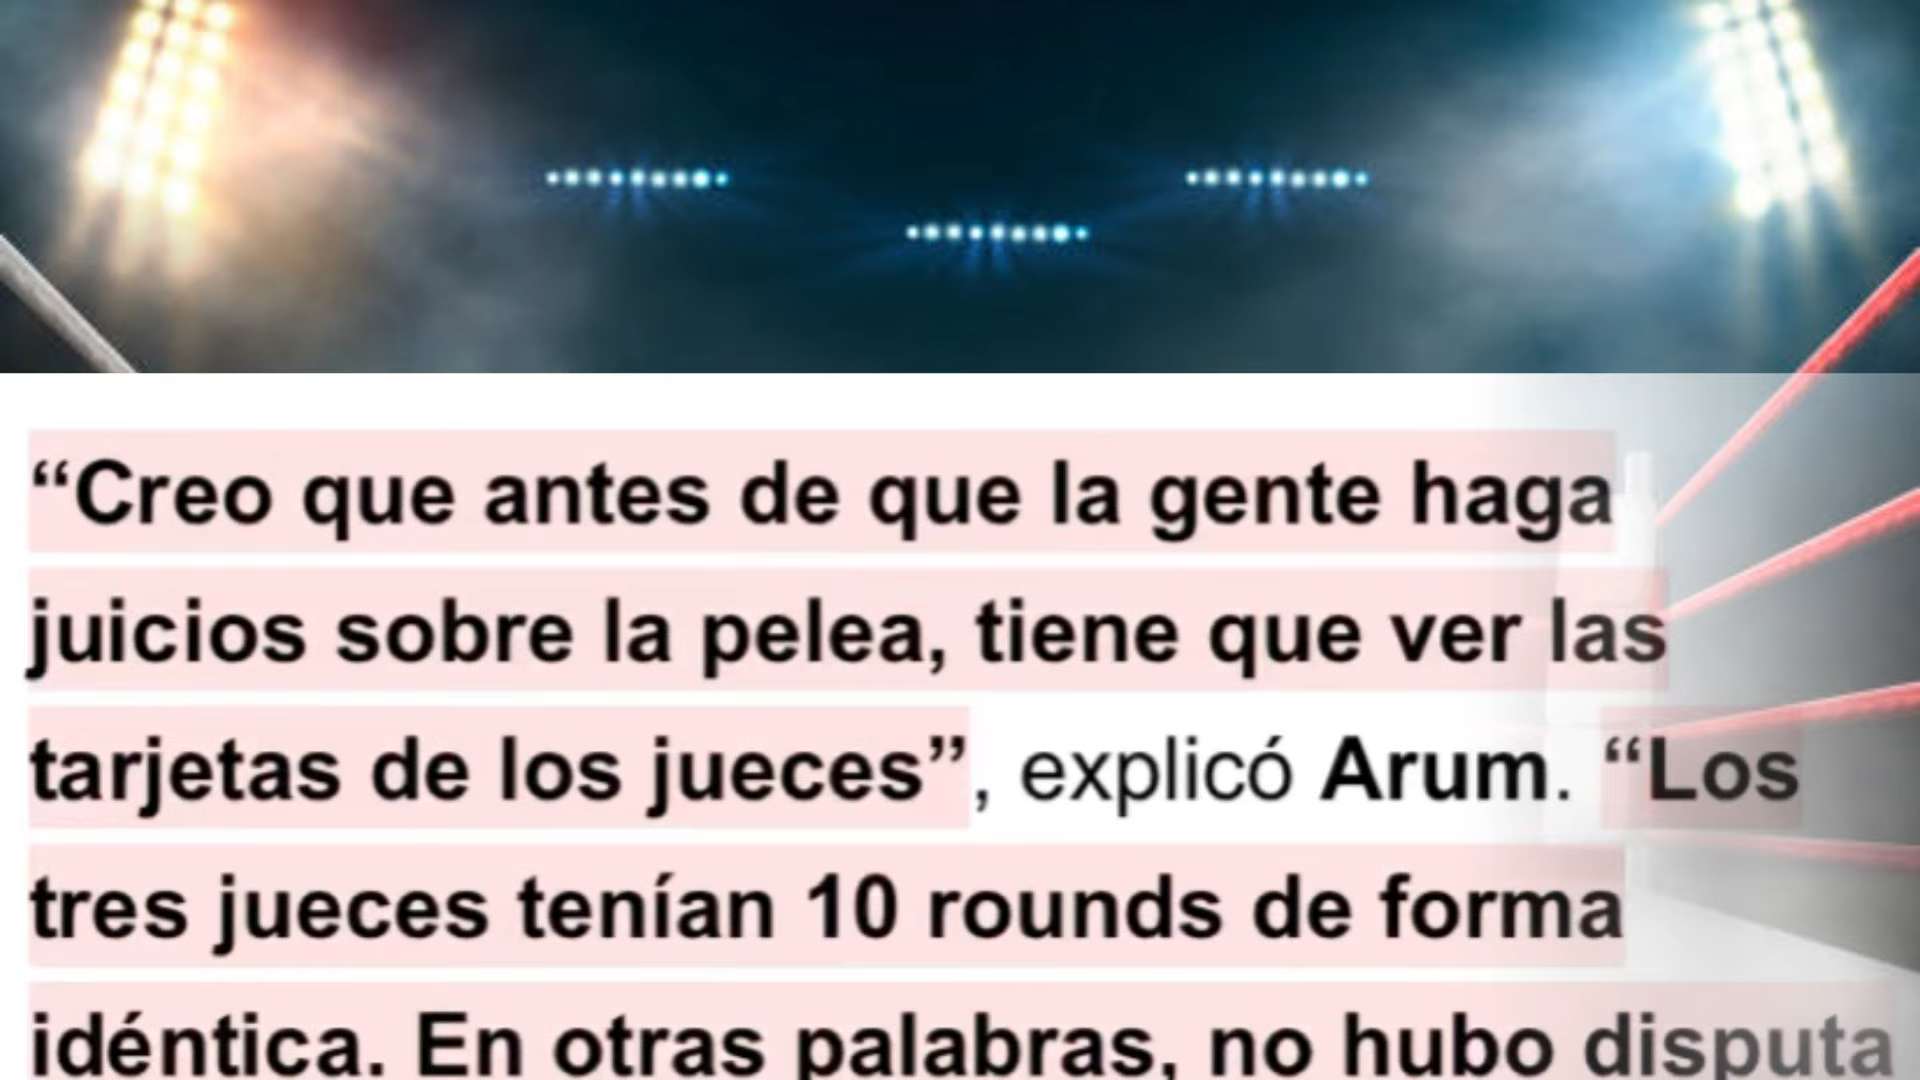 “Creo que antes de que la gente haga
juicios sobre la pelea, tiene que ver las
tarjetas de los jueces”, explicó Arum. “Los
tres jueces tenían 10 rounds de forma
idéntica. En otras palabras, no hubo disputa